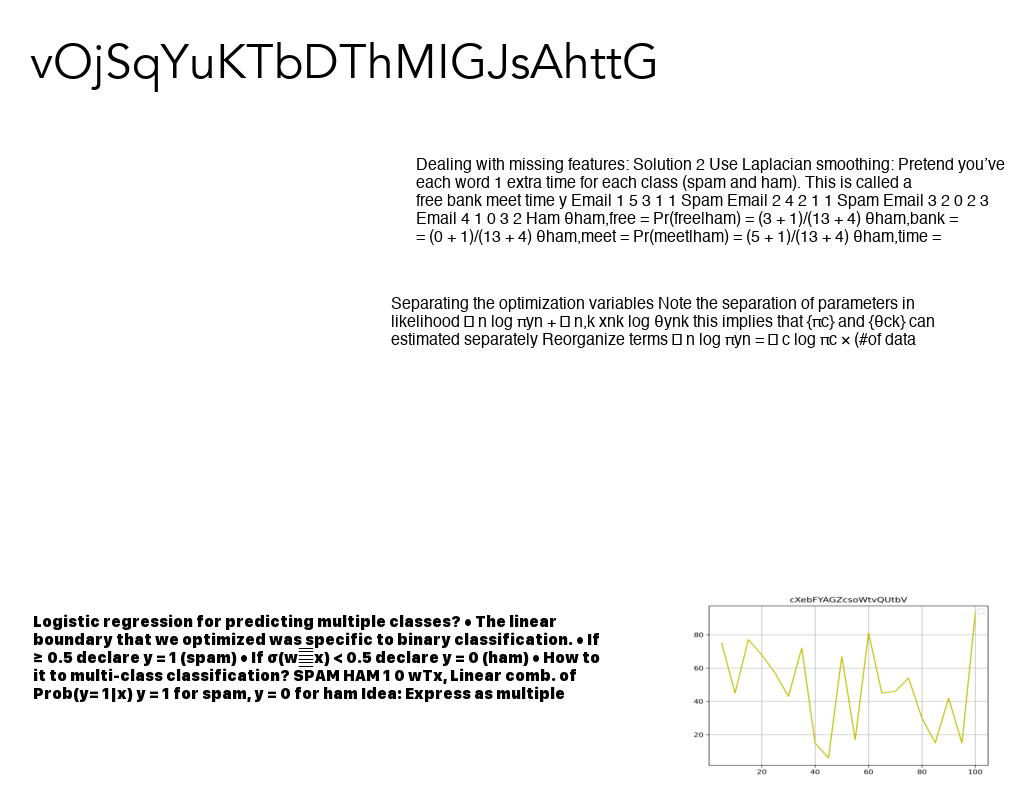 vOjSqYuKTbDThMIGJsAhttG
Dealing with missing features: Solution 2 Use Laplacian smoothing: Pretend you’ve
each word 1 extra time for each class (spam and ham). This is called a
free bank meet time y Email 1 5 3 1 1 Spam Email 2 4 2 1 1 Spam Email 3 2 0 2 3
Email 4 1 0 3 2 Ham θham,free = Pr(free|ham) = (3 + 1)/(13 + 4) θham,bank =
= (0 + 1)/(13 + 4) θham,meet = Pr(meet|ham) = (5 + 1)/(13 + 4) θham,time =
Separating the optimization variables Note the separation of parameters in
likelihood □ n log πyn + □ n,k xnk log θynk this implies that {πc} and {θck} can
estimated separately Reorganize terms □ n log πyn = □ c log πc × (#of data
Logistic regression for predicting multiple classes? • The linear
boundary that we optimized was specific to binary classification. • If
≥ 0.5 declare y = 1 (spam) • If σ(w□x) < 0.5 declare y = 0 (ham) • How to
it to multi-class classification? SPAM HAM 1 0 wTx, Linear comb. of
Prob(y= 1|x) y = 1 for spam, y = 0 for ham Idea: Express as multiple
cXebFYAGZcsoWtvQUtbV
80
60
40
20
20 40 60 80 100